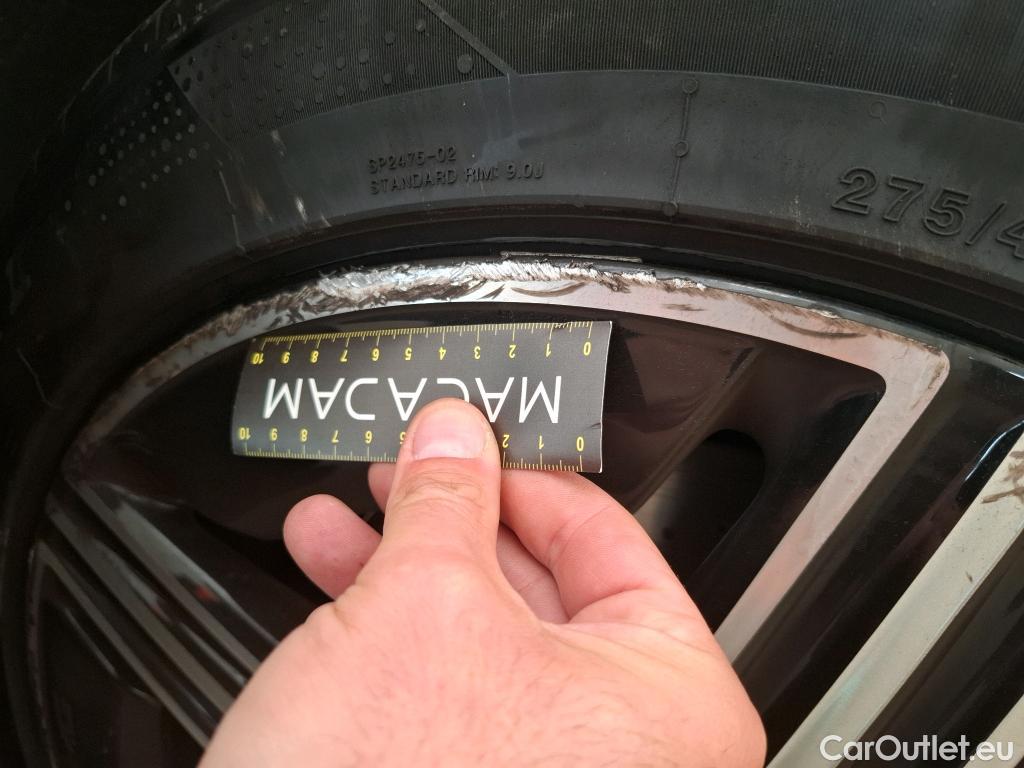 SP2475-02
STANDARD RIM: 9.0J
275/4
0 1 2 3 4 5 6 7 8 9 10
MACADAM
0 1 2 5 6 7 8 9 10
CarOutlet.eu